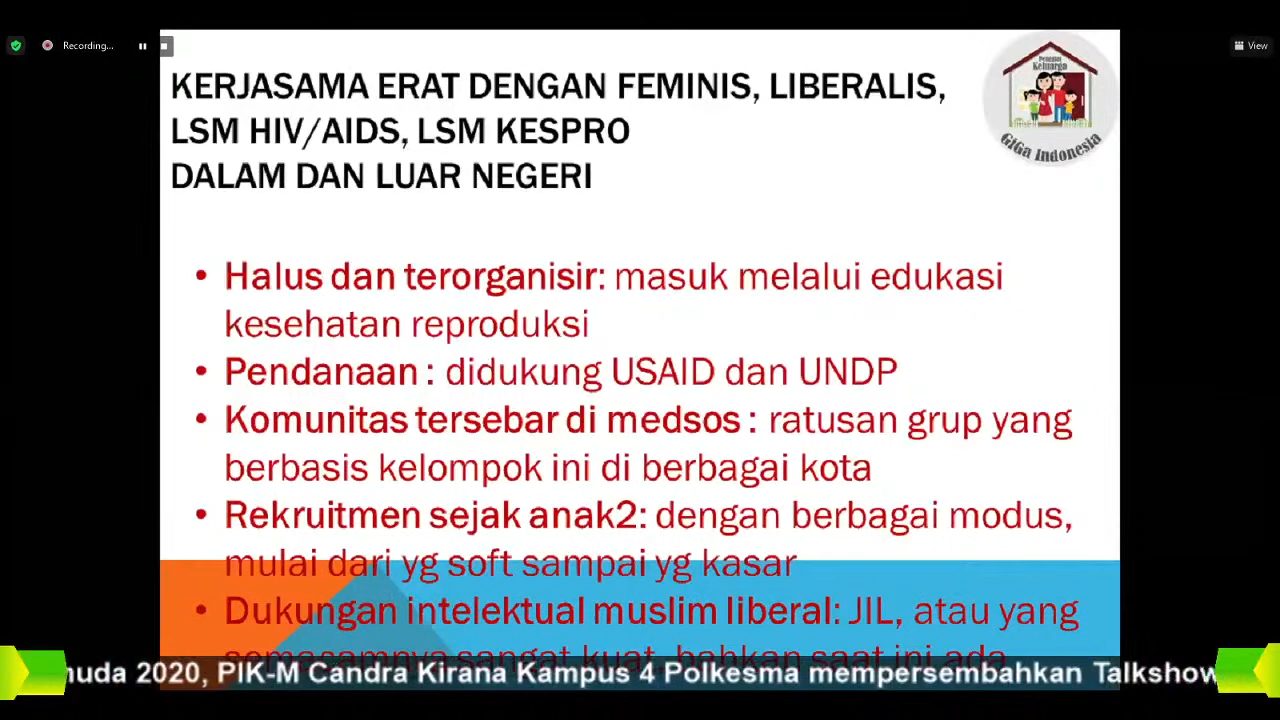 Recording...
View
KERJASAMA ERAT DENGAN FEMINIS, LIBERALIS,
LSM HIV/AIDS, LSM KESPRO
DALAM DAN LUAR NEGERI
Penggiat
Keluarga
GiGa Indonesia
• Halus dan terorganisir: masuk melalui edukasi
kesehatan reproduksi
• Pendanaan : didukung USAID dan UNDP
• Komunitas tersebar di medsos : ratusan grup yang
berbasis kelompok ini di berbagai kota
• Rekruitmen sejak anak2: dengan berbagai modus,
mulai dari yg soft sampai yg kasar
• Dukungan intelektual muslim liberal: JIL, atau yang
semasamnya sangat kuat, bahkan saat ini ada
muda 2020, PIK-M Candra Kirana Kampus 4 Polkesma mempersembahkan Talkshow